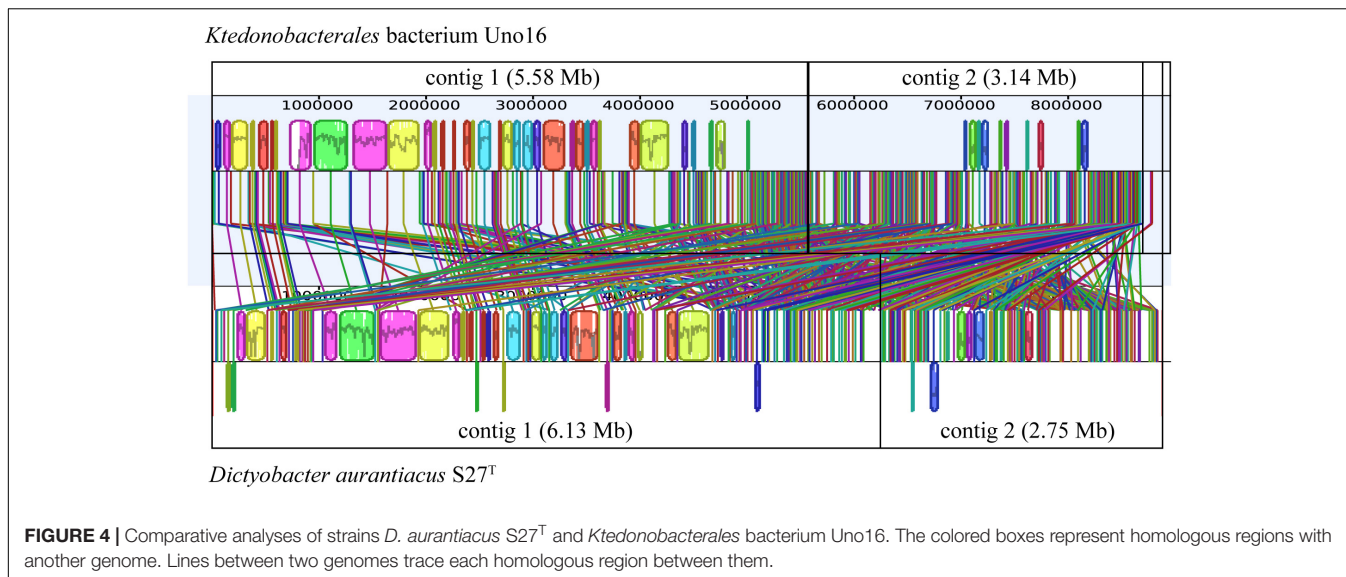 Ktedonobacterales bacterium Uno16
contig 1 (5.58 Mb) contig 2 (3.14 Mb)
1000000 2000000 3000000 4000000 5000000 6000000 7000000 8000000
contig 1 (6.13 Mb) contig 2 (2.75 Mb)
Dictyobacter aurantiacus S27ᵀ
FIGURE 4 | Comparative analyses of strains D. aurantiacus S27ᵀ and Ktedonobacterales bacterium Uno16. The colored boxes represent homologous regions with
another genome. Lines between two genomes trace each homologous region between them.